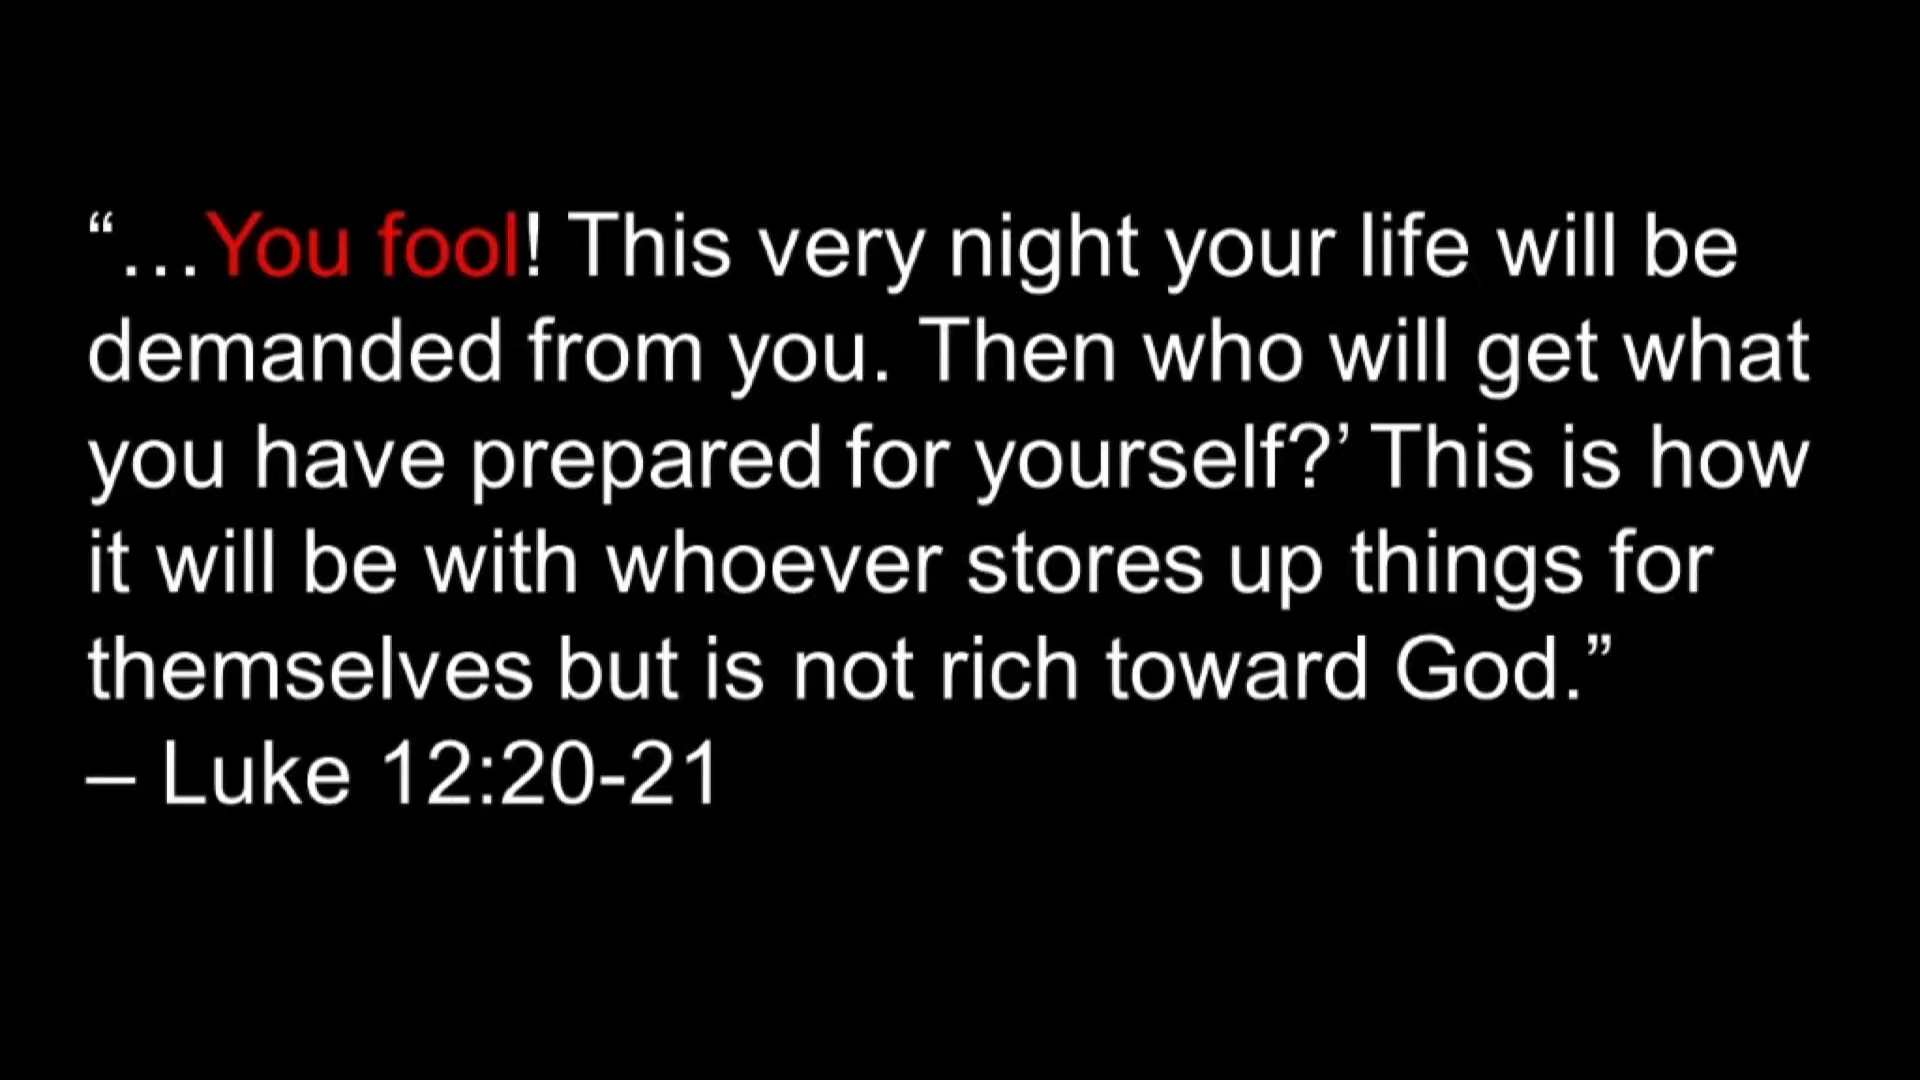 “…You fool! This very night your life will be
demanded from you. Then who will get what
you have prepared for yourself?’ This is how
it will be with whoever stores up things for
themselves but is not rich toward God.”
– Luke 12:20-21